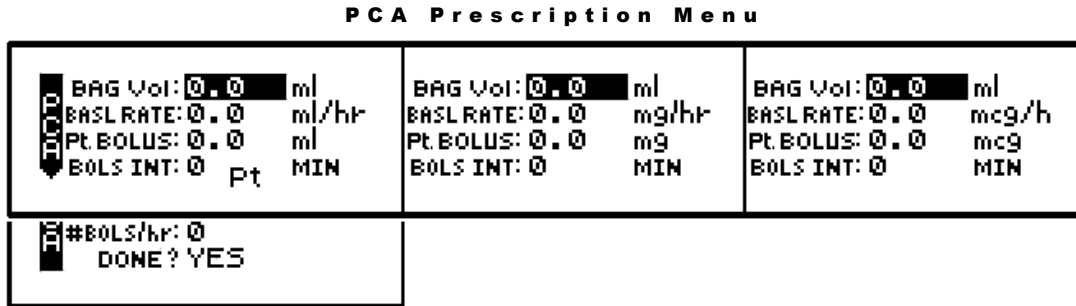 PCA Prescription Menu
PCA
BAG Vol: 0.0 ml
BASL RATE: 0.0 ml/hr
Pt. BOLUS: 0.0 ml
BOLS INT: 0 Pt MIN
BAG Vol: 0.0 ml
BASL RATE: 0.0 mg/hr
Pt. BOLUS: 0.0 mg
BOLS INT: 0 MIN
BAG Vol: 0.0 ml
BASL RATE: 0.0 mcg/h
Pt. BOLUS: 0.0 mcg
BOLS INT: 0 MIN
#BOLS/hr: 0
DONE? YES